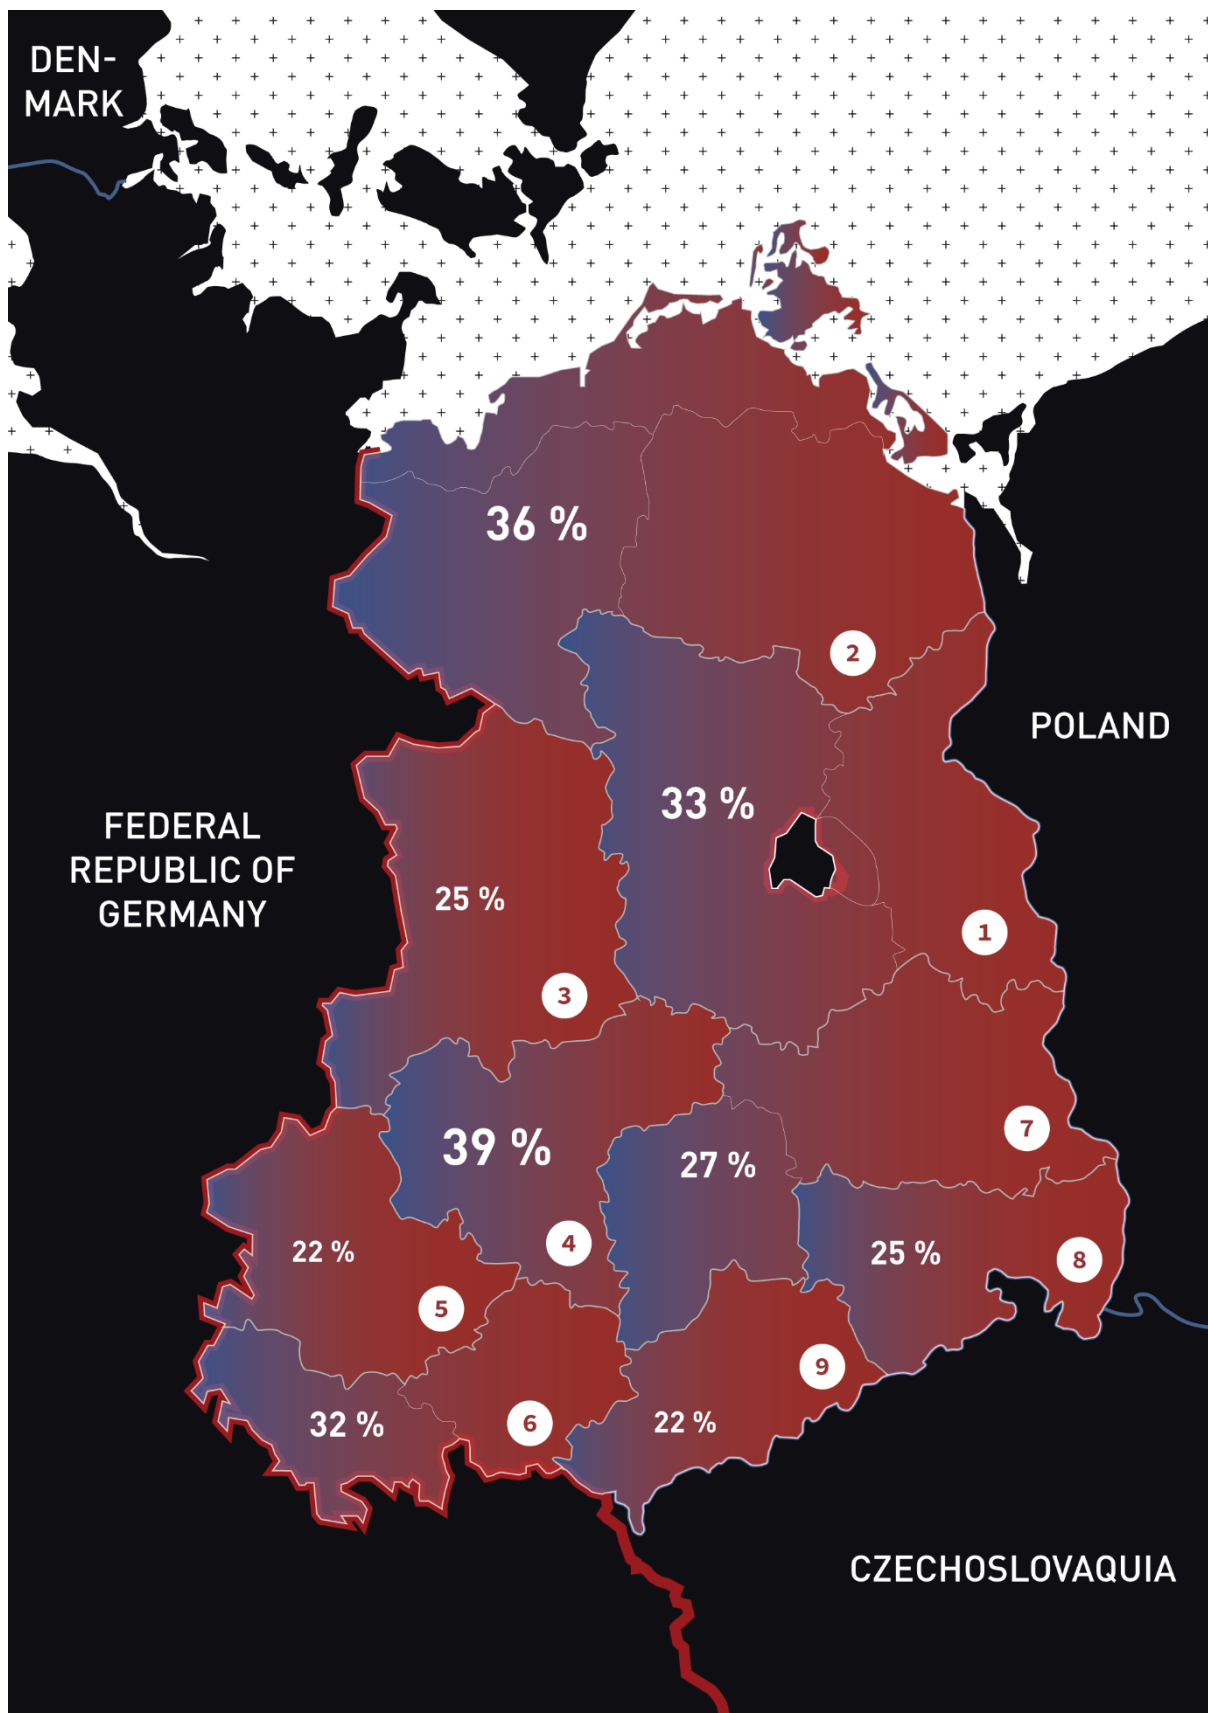 DEN-
MARK
36 %
2
POLAND
33 %
FEDERAL
REPUBLIC OF
GERMANY
25 %
1
3
7
39 %
27 %
4
22 %
25 %
8
5
9
32 %
6
22 %
CZECHOSLOVAQUIA